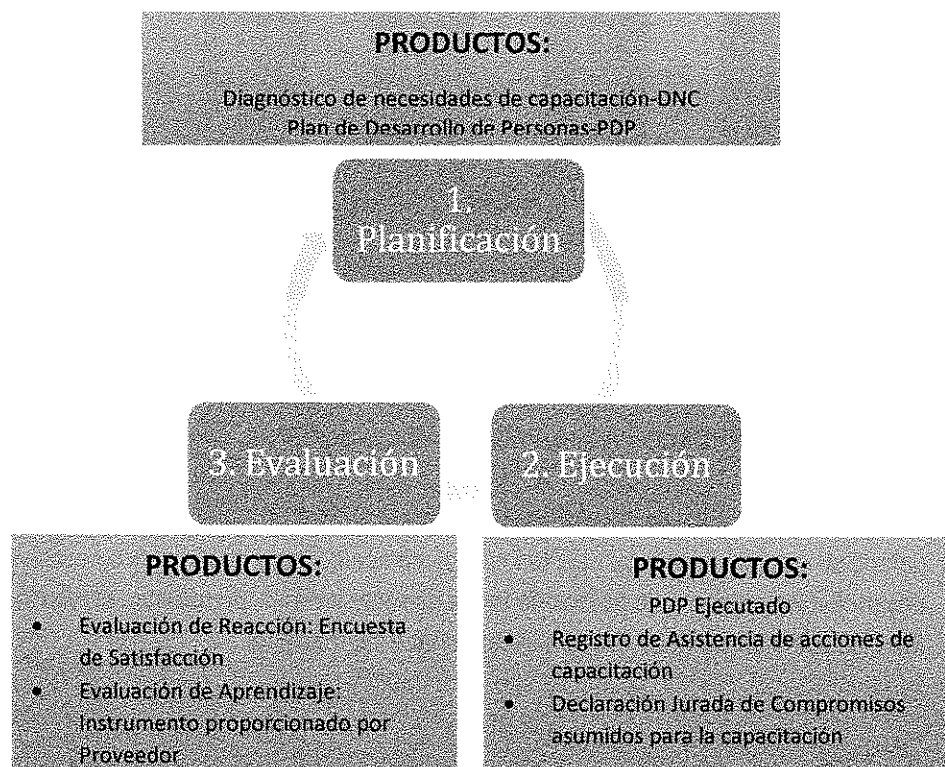 PRODUCTOS:
Diagnóstico de necesidades de capacitación-DNC
Plan de Desarrollo de Personas-PDP
1.
Planificación
3. Evaluación
2. Ejecución
PRODUCTOS:
• Evaluación de Reacción: Encuesta
de Satisfacción
• Evaluación de Aprendizaje:
Instrumento proporcionado por
Proveedor
PRODUCTOS:
PDP Ejecutado
• Registro de Asistencia de acciones de
capacitación
• Declaración Jurada de Compromisos
asumidos para la capacitación